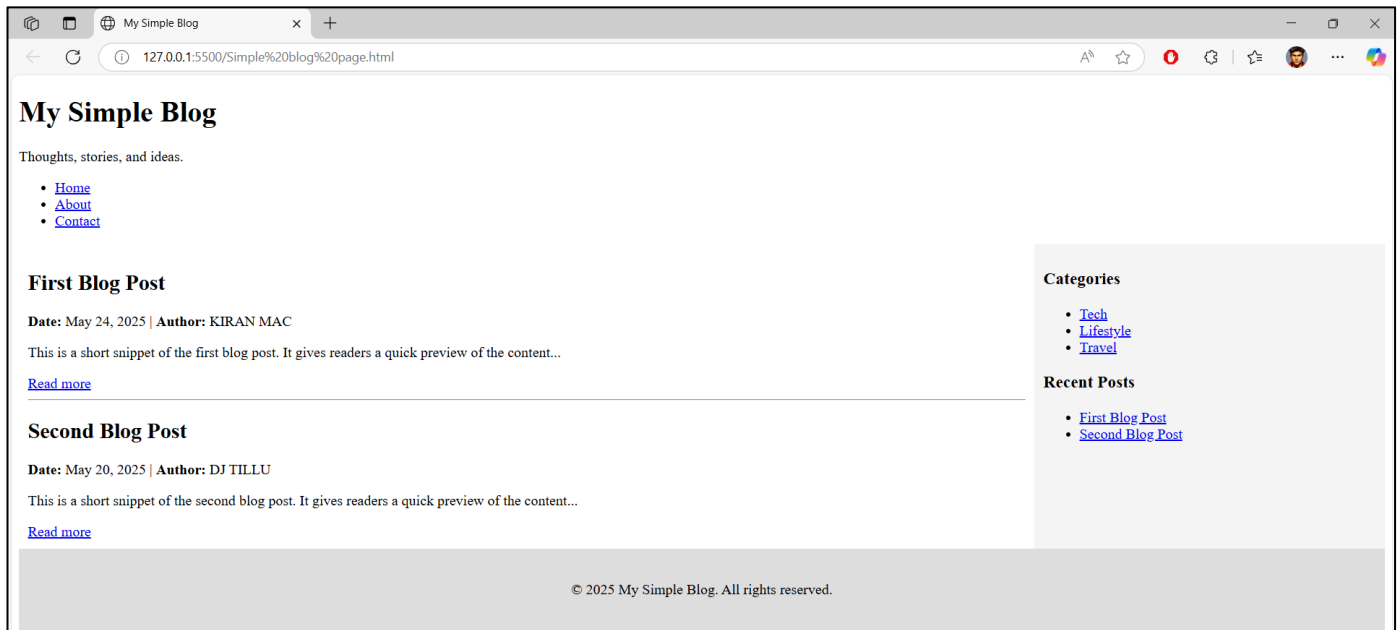 My Simple Blog
127.0.0.1:5500/Simple%20blog%20page.html
My Simple Blog
Thoughts, stories, and ideas.
Home
About
Contact
First Blog Post
Date: May 24, 2025 | Author: KIRAN MAC
This is a short snippet of the first blog post. It gives readers a quick preview of the content...
Read more
Second Blog Post
Date: May 20, 2025 | Author: DJ TILLU
This is a short snippet of the second blog post. It gives readers a quick preview of the content...
Read more
Categories
Tech
Lifestyle
Travel
Recent Posts
First Blog Post
Second Blog Post
© 2025 My Simple Blog. All rights reserved.